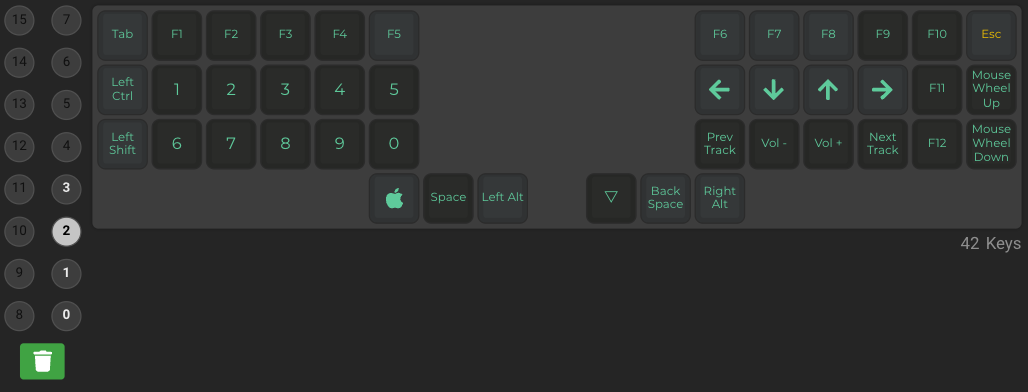 15 7 Tab F1 F2 F3 F4 F5 F6 F7 F8 F9 F10 Esc
14 6 Left Ctrl 1 2 3 4 5 ← ↓ ↑ → F11 Mouse Wheel Up
13 5
12 4 Left Shift 6 7 8 9 0 Prev Track Vol - Vol + Next Track F12 Mouse Wheel Down
11 3 Space Left Alt ▽ Back Space Right Alt
10 2
42 Keys
9 1
8 0